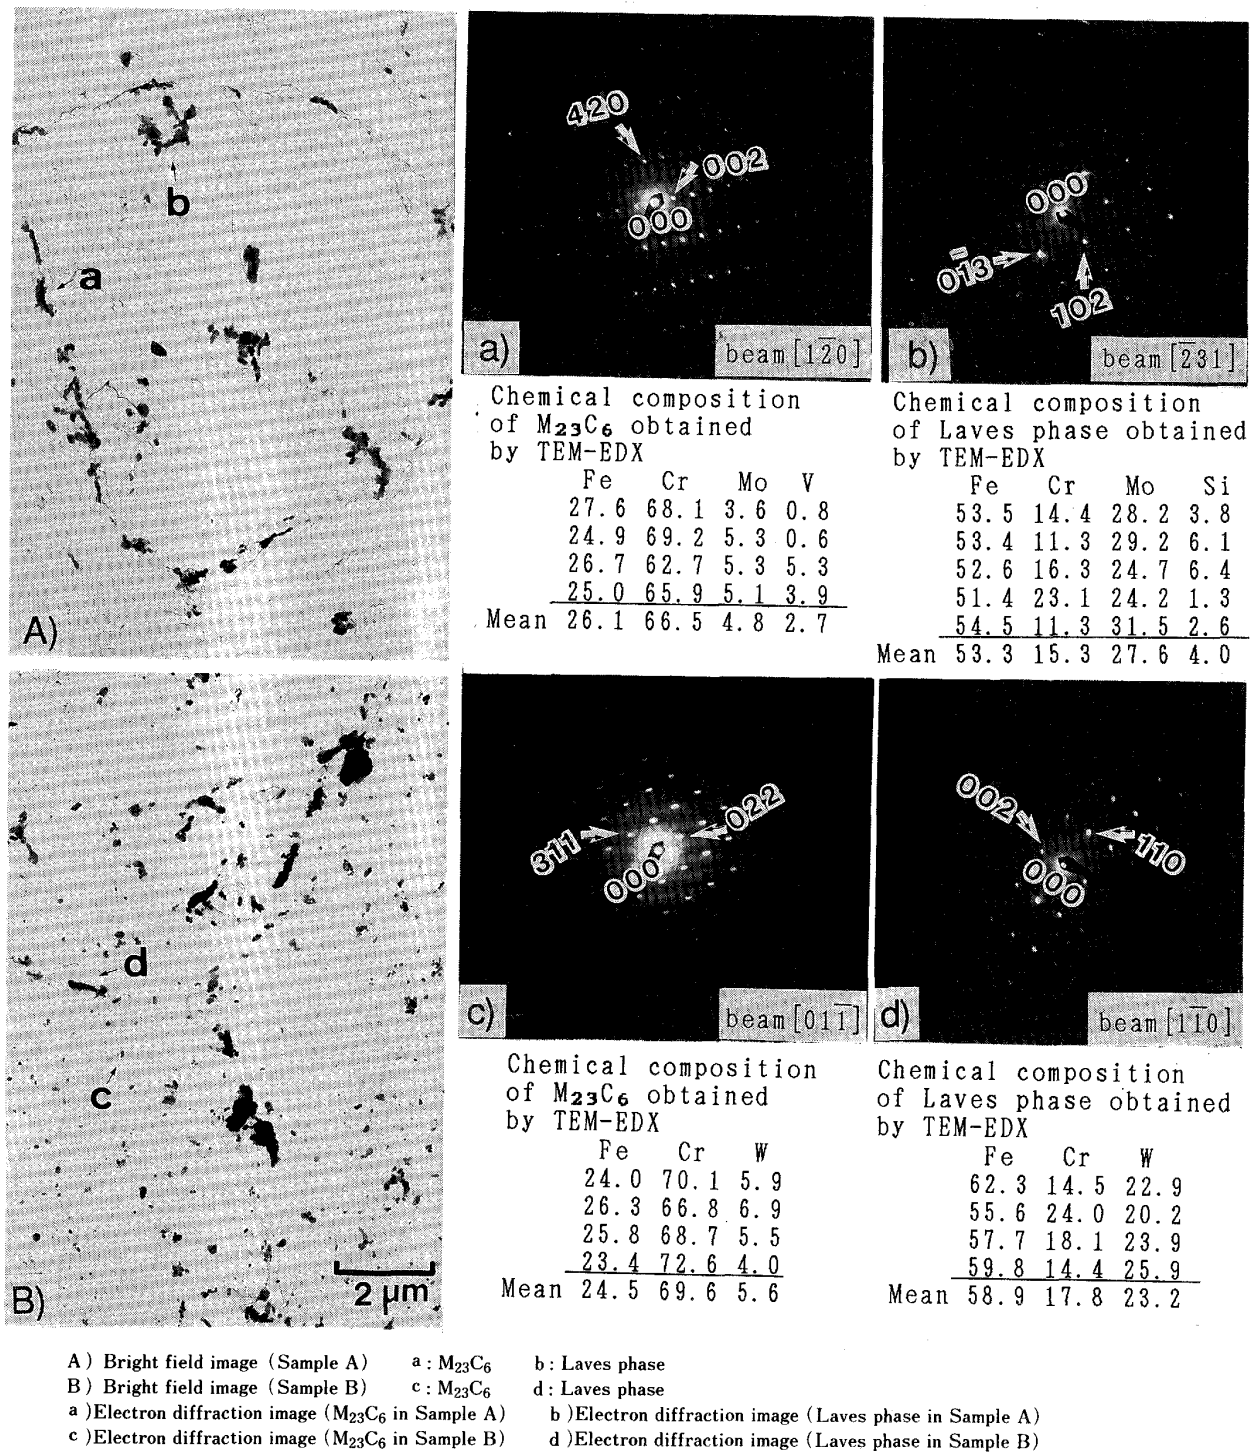 b
a
A)
420
002
000
a)
beam [12̅0]
000
01̅3
102
b)
beam [2̅31]
Chemical composition
of M₂₃C₆ obtained
by TEM-EDX
Fe Cr Mo V
27.6 68.1 3.6 0.8
24.9 69.2 5.3 0.6
26.7 62.7 5.3 5.3
25.0 65.9 5.1 3.9
Mean 26.1 66.5 4.8 2.7
Chemical composition
of Laves phase obtained
by TEM-EDX
Fe Cr Mo Si
53.5 14.4 28.2 3.8
53.4 11.3 29.2 6.1
52.6 16.3 24.7 6.4
51.4 23.1 24.2 1.3
54.5 11.3 31.5 2.6
Mean 53.3 15.3 27.6 4.0
d
c
B)
2 μm
311
022
000
c)
beam [011̅]
002
110
000
d)
beam [11̅0]
Chemical composition
of M₂₃C₆ obtained
by TEM-EDX
Fe Cr W
24.0 70.1 5.9
26.3 66.8 6.9
25.8 68.7 5.5
23.4 72.6 4.0
Mean 24.5 69.6 5.6
Chemical composition
of Laves phase obtained
by TEM-EDX
Fe Cr W
62.3 14.5 22.9
55.6 24.0 20.2
57.7 18.1 23.9
59.8 14.4 25.9
Mean 58.9 17.8 23.2
A) Bright field image (Sample A) a : M₂₃C₆ b : Laves phase
B) Bright field image (Sample B) c : M₂₃C₆ d : Laves phase
a )Electron diffraction image (M₂₃C₆ in Sample A) b )Electron diffraction image (Laves phase in Sample A)
c )Electron diffraction image (M₂₃C₆ in Sample B) d )Electron diffraction image (Laves phase in Sample B)